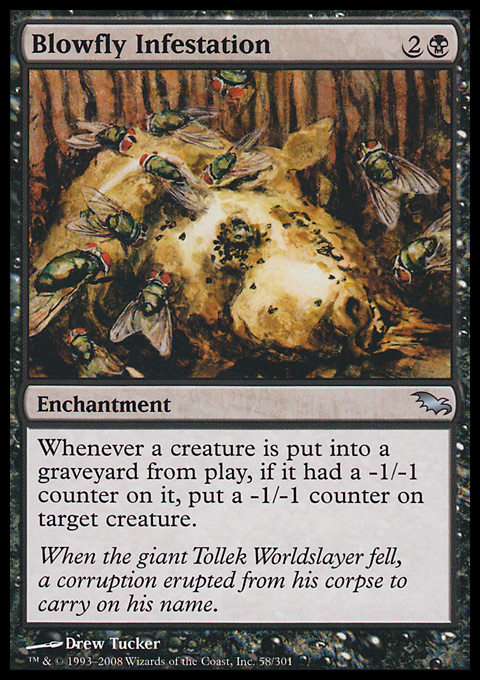 Blowfly Infestation 2
Enchantment
Whenever a creature is put into a
graveyard from play, if it had a -1/-1
counter on it, put a -1/-1 counter on
target creature.
When the giant Tollek Worldslayer fell,
a corruption erupted from his corpse to
carry on his name.
Drew Tucker
™ & © 1993–2008 Wizards of the Coast, Inc. 58/301